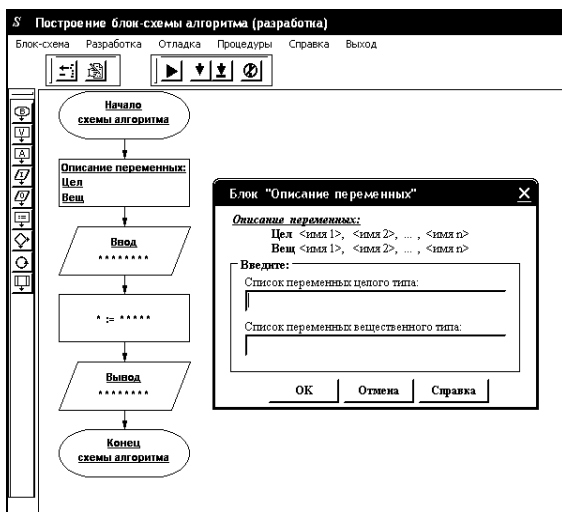 S Построение блок-схемы алгоритма (разработка)
Блок-схема Разработка Отладка Процедуры Справка Выход
Начало
схемы алгоритма
Описание переменных:
Цел
Вещ
Ввод
* * * * * * * *
* := * * * * *
Вывод
* * * * * * * *
Конец
схемы алгоритма
B
V
A
I
O
:=
Блок "Описание переменных" X
Описание переменных:
Цел <имя 1>, <имя 2>, ... , <имя n>
Вещ <имя 1>, <имя 2>, ... , <имя n>
Введите:
Список переменных целого типа:
Список переменных вещественного типа:
ОК Отмена Справка